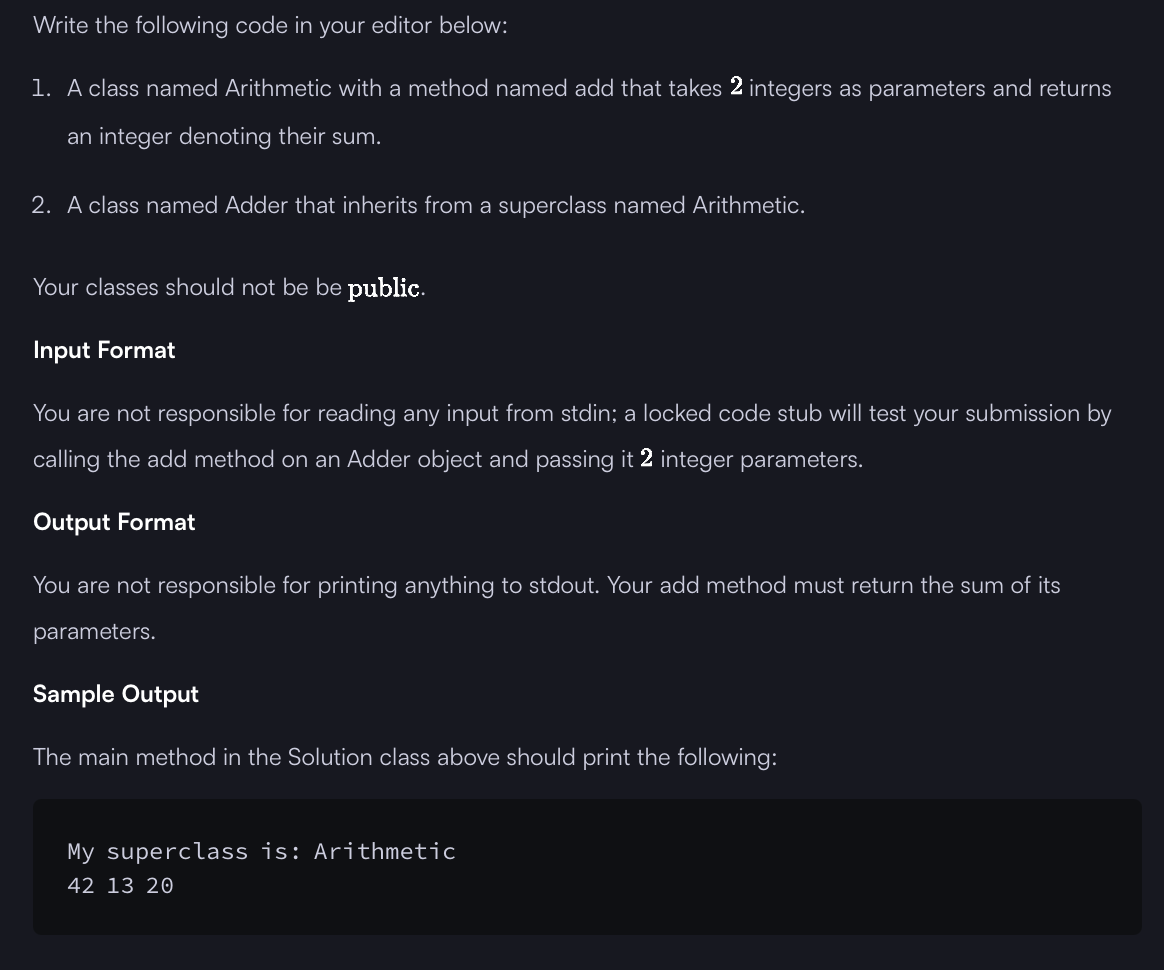 Write the following code in your editor below:
1. A class named Arithmetic with a method named add that takes 2 integers as parameters and returns
an integer denoting their sum.
2. A class named Adder that inherits from a superclass named Arithmetic.
Your classes should not be be public.
Input Format
You are not responsible for reading any input from stdin; a locked code stub will test your submission by
calling the add method on an Adder object and passing it 2 integer parameters.
Output Format
You are not responsible for printing anything to stdout. Your add method must return the sum of its
parameters.
Sample Output
The main method in the Solution class above should print the following:
My superclass is: Arithmetic
42 13 20